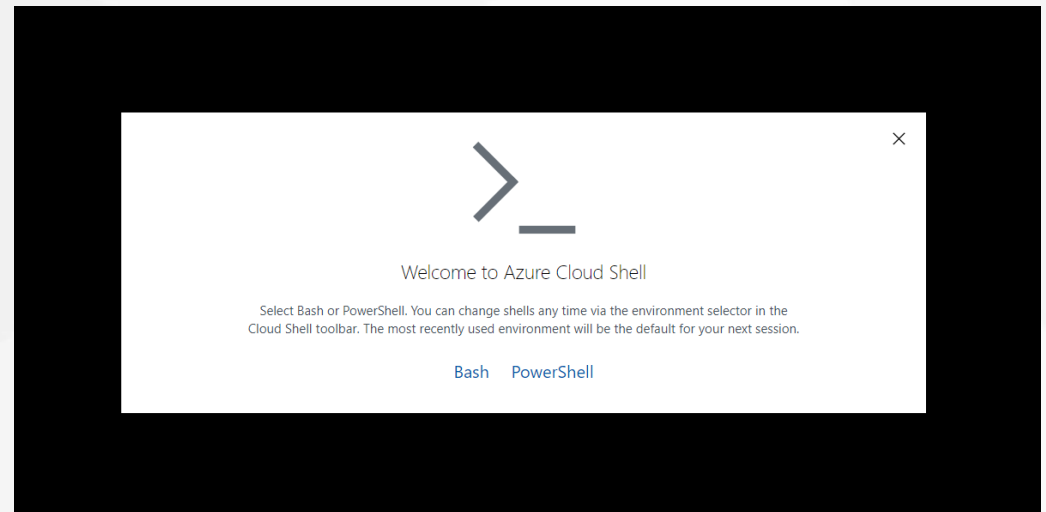 Welcome to Azure Cloud Shell
Select Bash or PowerShell. You can change shells any time via the environment selector in the
Cloud Shell toolbar. The most recently used environment will be the default for your next session.
Bash PowerShell